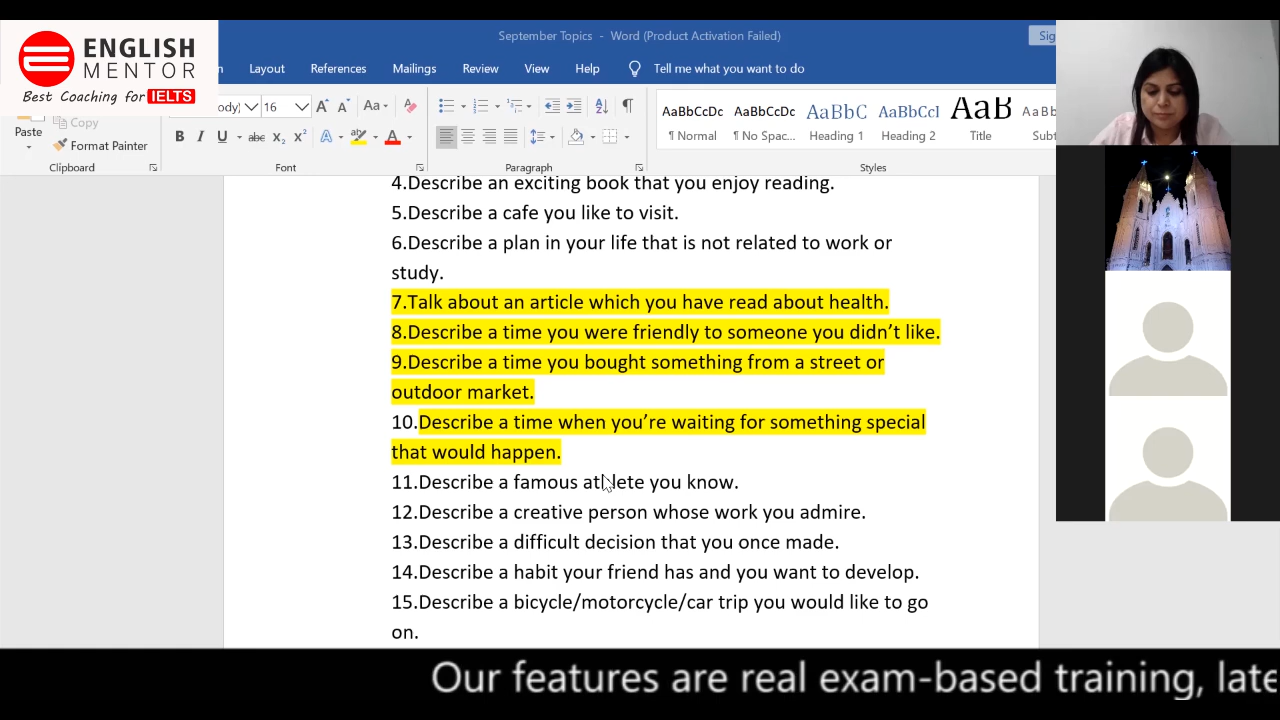 ENGLISH
MENTOR
Best Coaching for IELTS
September Topics - Word (Product Activation Failed)
Layout References Mailings Review View Help Tell me what you want to do
16 Aa
Paste
Copy
Format Painter
B I U abc X2 X2 A A
Clipboard Font Paragraph Styles
AaBbCcDc AaBbCcDc AaBbC AaBbCcI AaB
¶ Normal ¶ No Spac... Heading 1 Heading 2 Title
4.Describe an exciting book that you enjoy reading.
5.Describe a cafe you like to visit.
6.Describe a plan in your life that is not related to work or
study.
7.Talk about an article which you have read about health.
8.Describe a time you were friendly to someone you didn’t like.
9.Describe a time you bought something from a street or
outdoor market.
10.Describe a time when you’re waiting for something special
that would happen.
11.Describe a famous athlete you know.
12.Describe a creative person whose work you admire.
13.Describe a difficult decision that you once made.
14.Describe a habit your friend has and you want to develop.
15.Describe a bicycle/motorcycle/car trip you would like to go
on.
Our features are real exam-based training, late